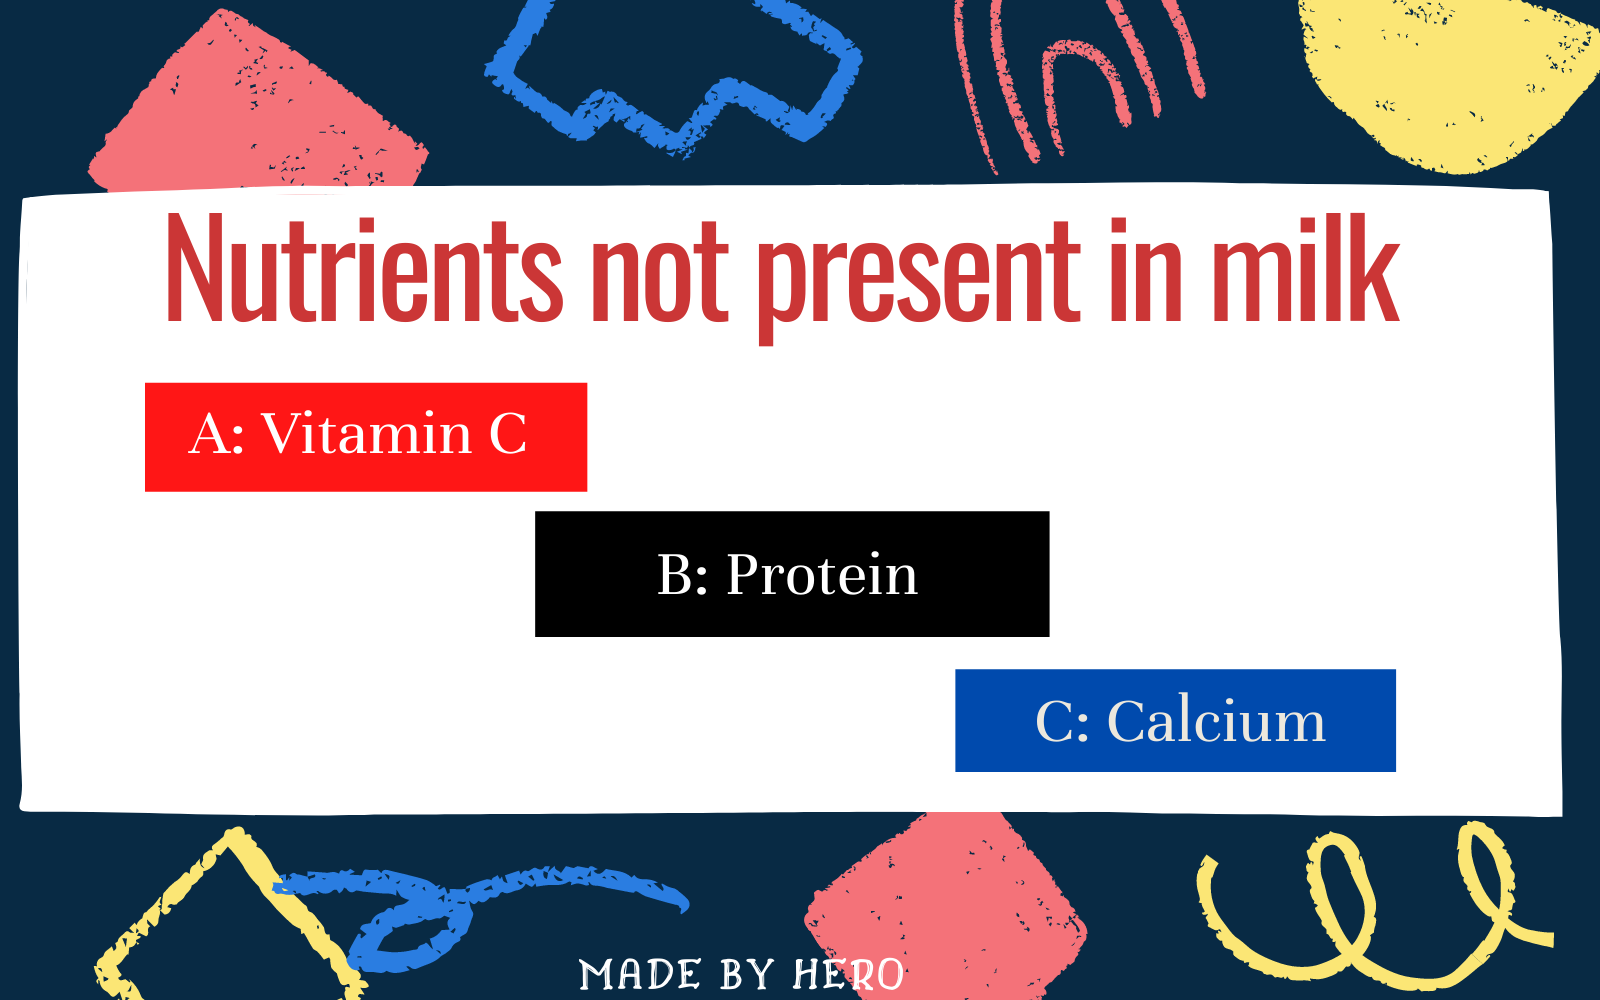 Nutrients not present in milk
A: Vitamin C
B: Protein
C: Calcium
MADE BY HERO